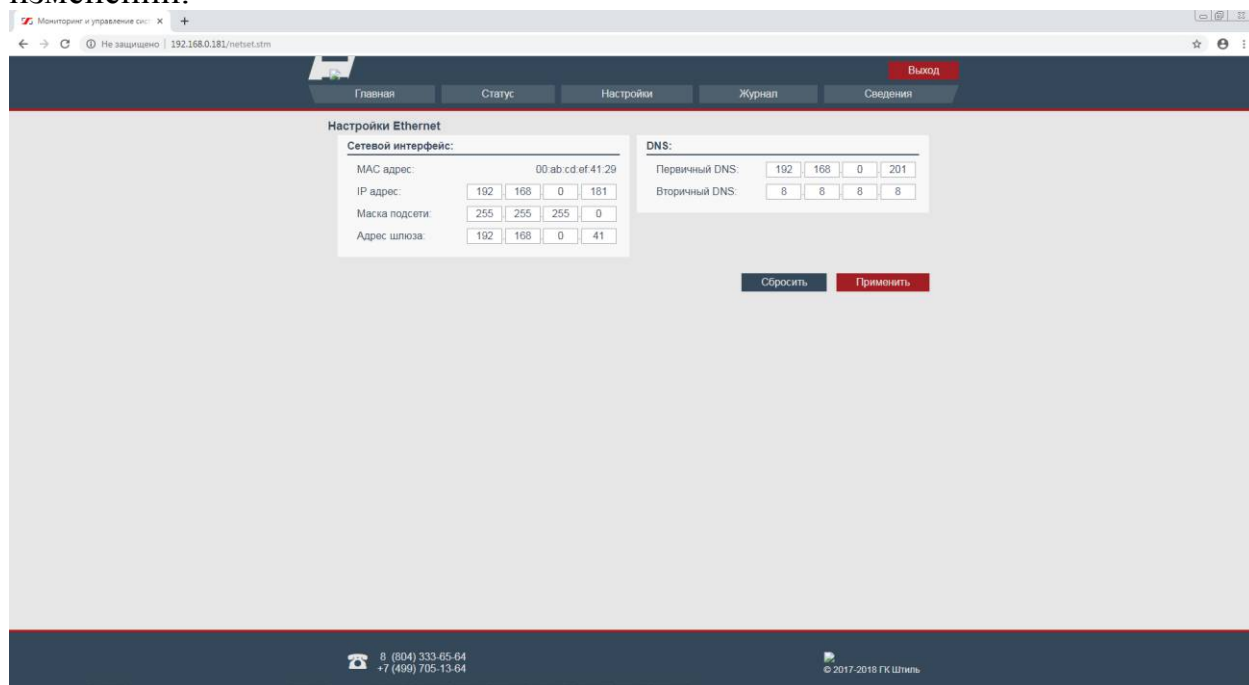 изменений.
Мониторинг и управление сис
Не защищено | 192.168.0.181/netset.stm
Выход
Главная Статус Настройки Журнал Сведения
Настройки Ethernet
Сетевой интерфейс:
MAC адрес: 00:ab:cd:ef:41:29
IP адрес: 192 . 168 . 0 . 181
Маска подсети: 255 . 255 . 255 . 0
Адрес шлюза: 192 . 168 . 0 . 41
DNS:
Первичный DNS: 192 . 168 . 0 . 201
Вторичный DNS: 8 . 8 . 8 . 8
Сбросить Применить
8 (804) 333-65-64
+7 (499) 705-13-64
© 2017-2018 ГК Штиль